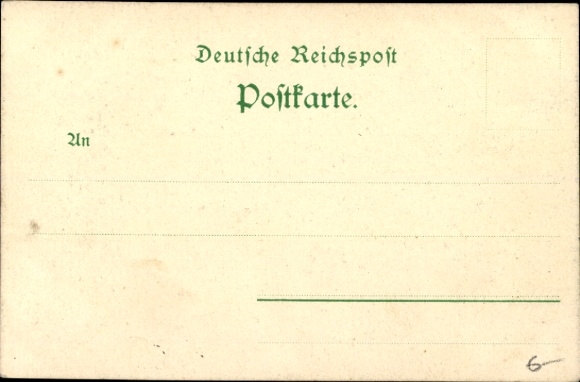 Deutsche Reichspost
Postkarte.
An
6-